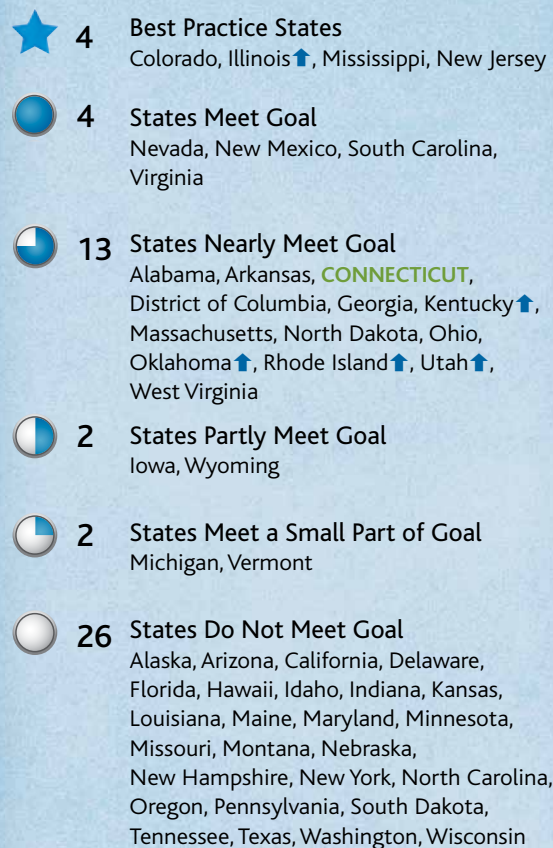 4 Best Practice States
Colorado, Illinois⬆, Mississippi, New Jersey
4 States Meet Goal
Nevada, New Mexico, South Carolina,
Virginia
13 States Nearly Meet Goal
Alabama, Arkansas, CONNECTICUT,
District of Columbia, Georgia, Kentucky⬆,
Massachusetts, North Dakota, Ohio,
Oklahoma⬆, Rhode Island⬆, Utah⬆,
West Virginia
2 States Partly Meet Goal
Iowa, Wyoming
2 States Meet a Small Part of Goal
Michigan, Vermont
26 States Do Not Meet Goal
Alaska, Arizona, California, Delaware,
Florida, Hawaii, Idaho, Indiana, Kansas,
Louisiana, Maine, Maryland, Minnesota,
Missouri, Montana, Nebraska,
New Hampshire, New York, North Carolina,
Oregon, Pennsylvania, South Dakota,
Tennessee, Texas, Washington, Wisconsin